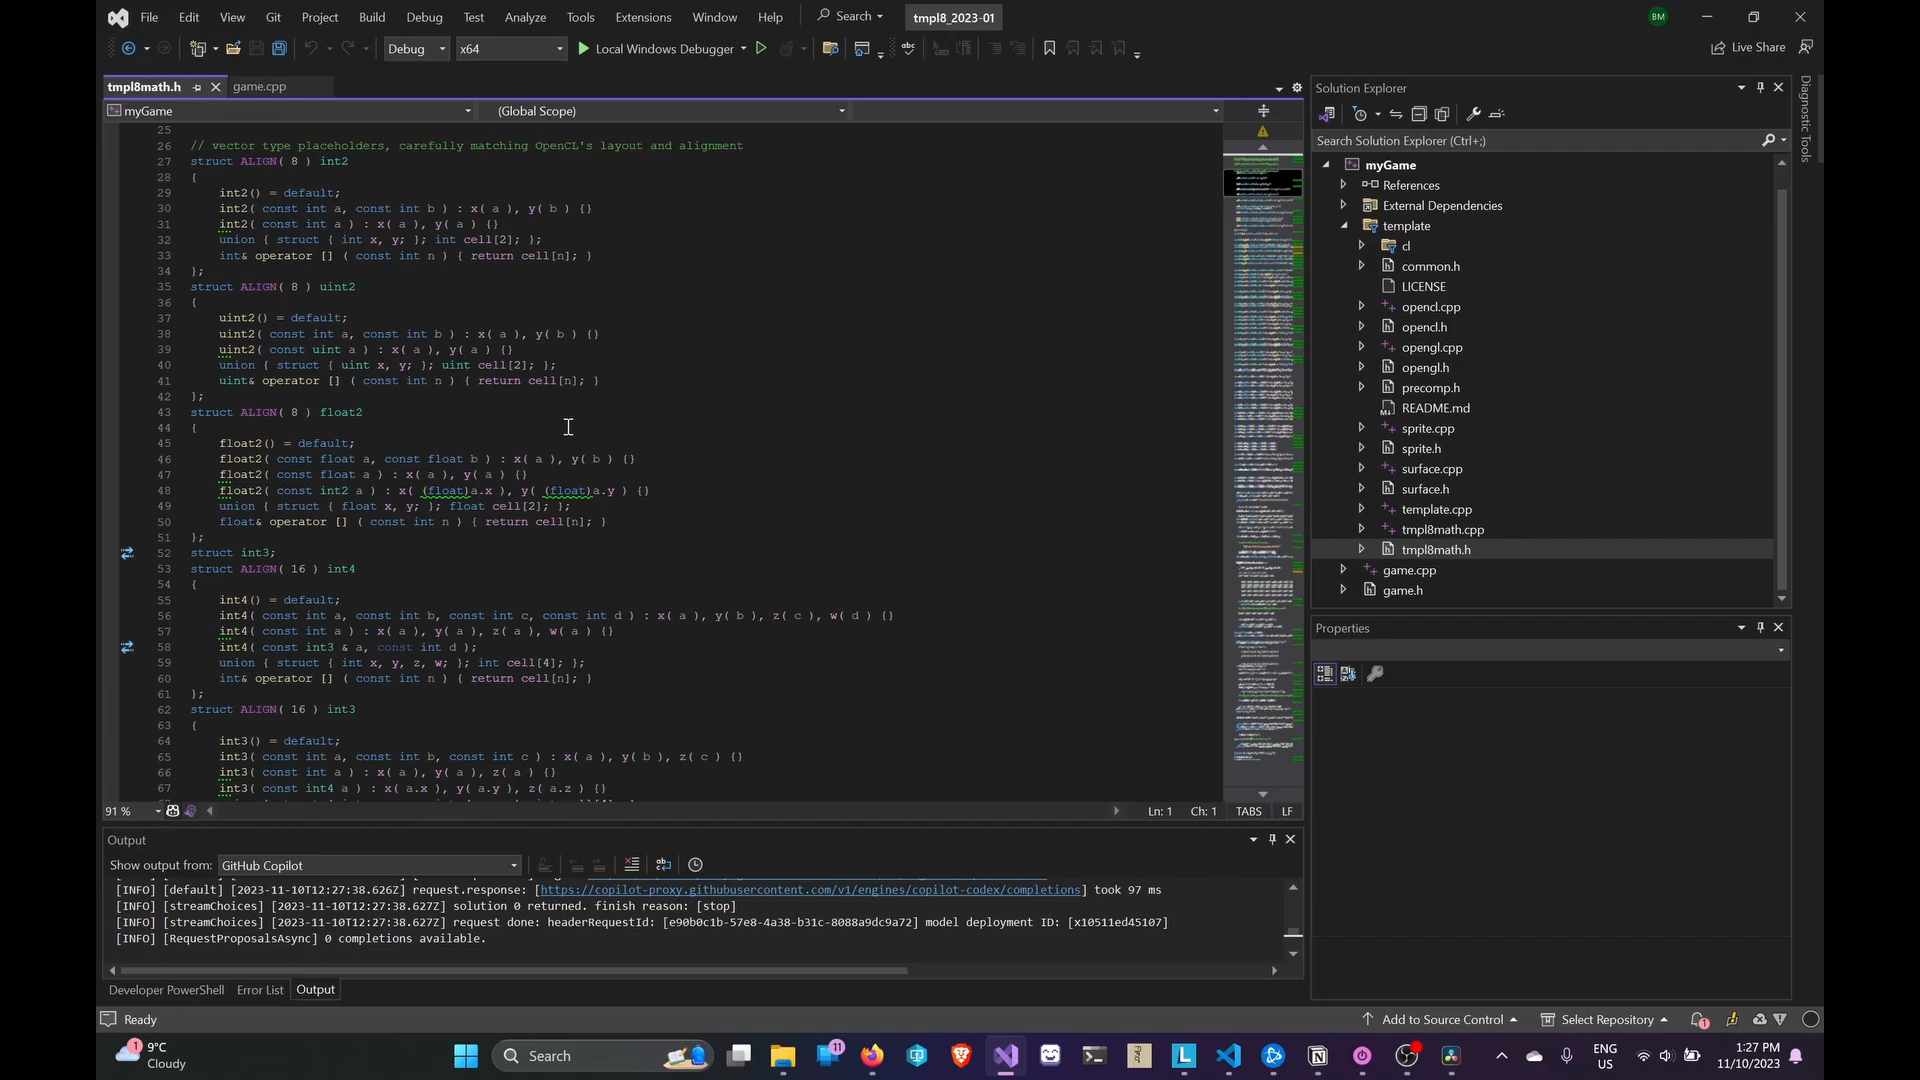 File Edit View Git Project Build Debug Test Analyze Tools Extensions Window Help Search tmpl8_2023-01 BM
Debug x64 Local Windows Debugger Live Share
tmpl8math.h game.cpp
myGame (Global Scope)
25
26 // vector type placeholders, carefully matching OpenCL's layout and alignment
27 struct ALIGN( 8 ) int2
28 {
29 int2() = default;
30 int2( const int a, const int b ) : x( a ), y( b ) {}
31 int2( const int a ) : x( a ), y( a ) {}
32 union { struct { int x, y; }; int cell[2]; };
33 int& operator [] ( const int n ) { return cell[n]; }
34 };
35 struct ALIGN( 8 ) uint2
36 {
37 uint2() = default;
38 uint2( const int a, const int b ) : x( a ), y( b ) {}
39 uint2( const uint a ) : x( a ), y( a ) {}
40 union { struct { uint x, y; }; uint cell[2]; };
41 uint& operator [] ( const int n ) { return cell[n]; }
42 };
43 struct ALIGN( 8 ) float2
44 {
45 float2() = default;
46 float2( const float a, const float b ) : x( a ), y( b ) {}
47 float2( const float a ) : x( a ), y( a ) {}
48 float2( const int2 a ) : x( (float)a.x ), y( (float)a.y ) {}
49 union { struct { float x, y; }; float cell[2]; };
50 float& operator [] ( const int n ) { return cell[n]; }
51 };
52 struct int3;
53 struct ALIGN( 16 ) int4
54 {
55 int4() = default;
56 int4( const int a, const int b, const int c, const int d ) : x( a ), y( b ), z( c ), w( d ) {}
57 int4( const int a ) : x( a ), y( a ), z( a ), w( a ) {}
58 int4( const int3 & a, const int d );
59 union { struct { int x, y, z, w; }; int cell[4]; };
60 int& operator [] ( const int n ) { return cell[n]; }
61 };
62 struct ALIGN( 16 ) int3
63 {
64 int3() = default;
65 int3( const int a, const int b, const int c ) : x( a ), y( b ), z( c ) {}
66 int3( const int a ) : x( a ), y( a ), z( a ) {}
67 int3( const int4 a ) : x( a.x ), y( a.y ), z( a.z ) {}
91 % Ln: 1 Ch: 1 TABS LF
Output
Show output from: GitHub Copilot
[INFO] [default] [2023-11-10T12:27:38.626Z] request.response: [https://copilot-proxy.githubusercontent.com/v1/engines/copilot-codex/completions] took 97 ms
[INFO] [streamChoices] [2023-11-10T12:27:38.627Z] solution 0 returned. finish reason: [stop]
[INFO] [streamChoices] [2023-11-10T12:27:38.627Z] request done: headerRequestId: [e90b0c1b-57e8-4a38-b31c-8088a9dc9a72] model deployment ID: [x10511ed45107]
[INFO] [RequestProposalsAsync] 0 completions available.
Developer PowerShell Error List Output
Solution Explorer
Search Solution Explorer (Ctrl+;)
myGame
References
External Dependencies
template
cl
common.h
LICENSE
opencl.cpp
opencl.h
opengl.cpp
opengl.h
precomp.h
README.md
sprite.cpp
sprite.h
surface.cpp
surface.h
template.cpp
tmpl8math.cpp
tmpl8math.h
game.cpp
game.h
Properties
Diagnostic Tools
Ready Add to Source Control Select Repository 1
1 9°C
Cloudy
Search
11
ENG
US
1:27 PM
11/10/2023